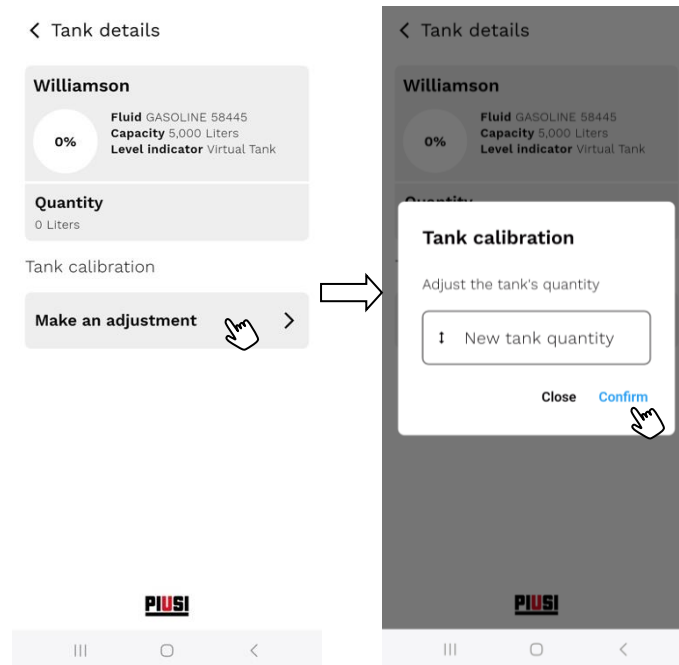 Tank details
Williamson
0%
Fluid GASOLINE 58445
Capacity 5,000 Liters
Level indicator Virtual Tank
Quantity
0 Liters
Tank calibration
Make an adjustment
PIUSI
Tank details
Williamson
0%
Fluid GASOLINE 58445
Capacity 5,000 Liters
Level indicator Virtual Tank
Quantity
Tank calibration
Adjust the tank's quantity
New tank quantity
Close Confirm
PIUSI